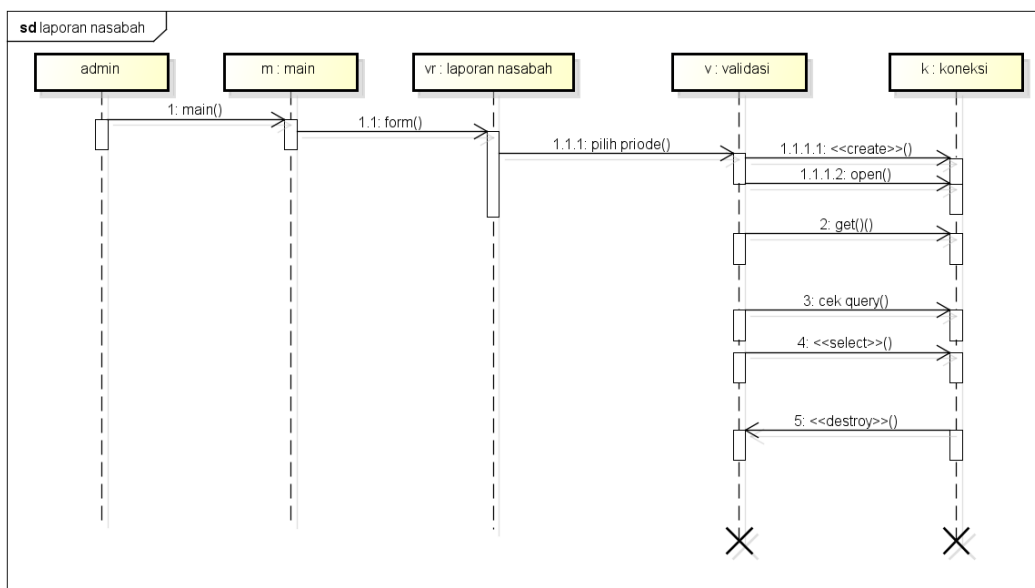 sd laporan nasabah
admin
m : main
vr : laporan nasabah
v : validasi
k : koneksi
1: main()
1.1: form()
1.1.1: pilih priode()
1.1.1.1: <<create>>()
1.1.1.2: open()
2: get()()
3: cek query()
4: <<select>>()
5: <<destroy>>()